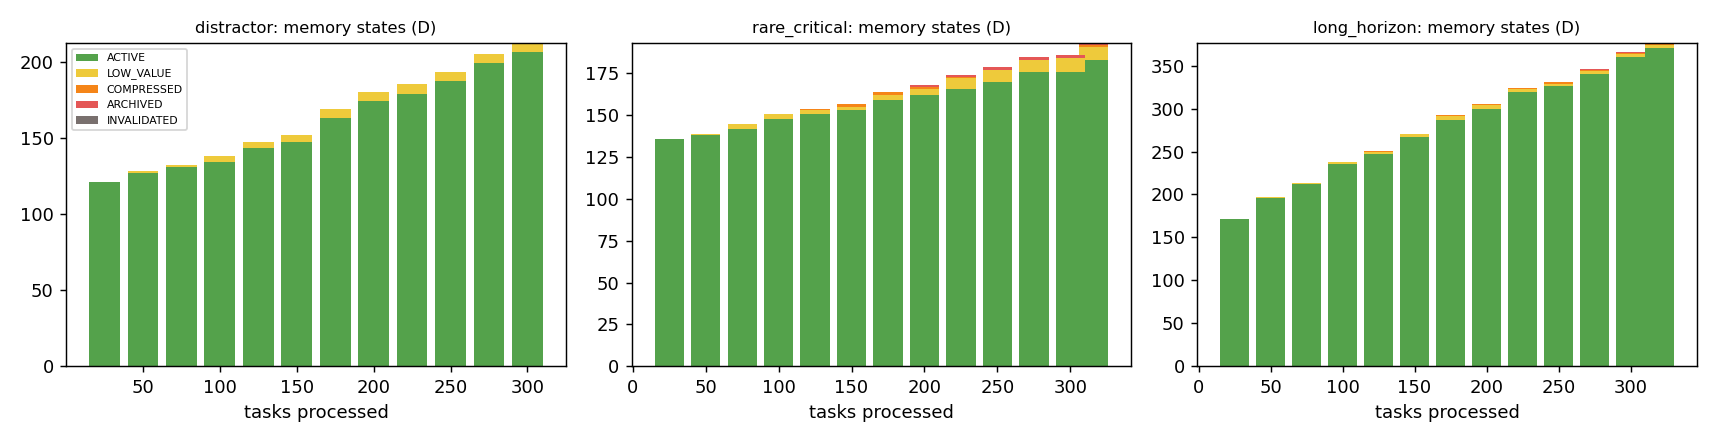 distractor: memory states (D)
ACTIVE
LOW_VALUE
COMPRESSED
ARCHIVED
INVALIDATED
200
150
100
50
0
50 100 150 200 250 300
tasks processed
rare_critical: memory states (D)
175
150
125
100
75
50
25
0
0 50 100 150 200 250 300
tasks processed
long_horizon: memory states (D)
350
300
250
200
150
100
50
0
0 50 100 150 200 250 300
tasks processed